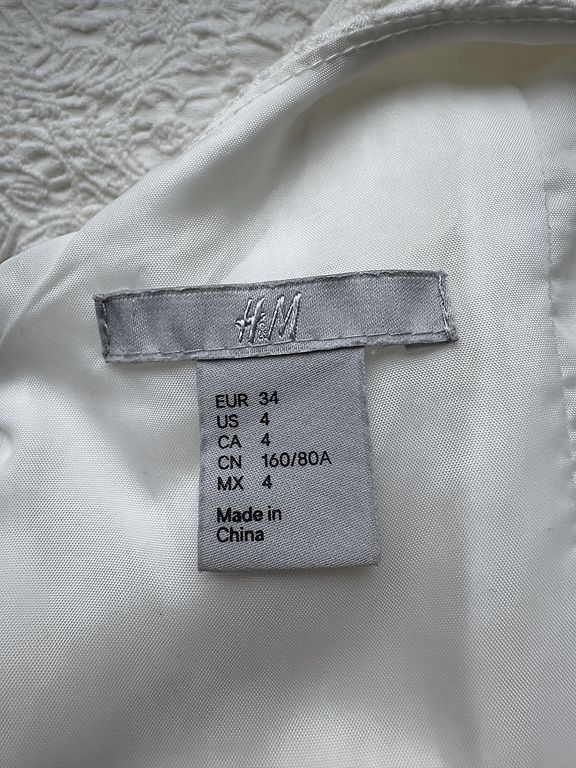 H&M
EUR 34
US 4
CA 4
CN 160/80A
MX 4
Made in
China